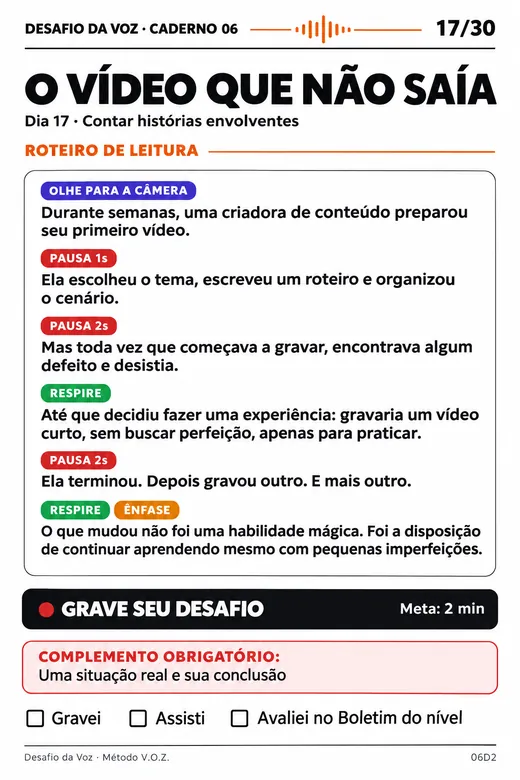 DESAFIO DA VOZ · CADERNO 06
17/30
O VÍDEO QUE NÃO SAÍA
Dia 17 · Contar histórias envolventes
ROTEIRO DE LEITURA
OLHE PARA A CÂMERA
Durante semanas, uma criadora de conteúdo preparou
seu primeiro vídeo.
PAUSA 1s
Ela escolheu o tema, escreveu um roteiro e organizou
o cenário.
PAUSA 2s
Mas toda vez que começava a gravar, encontrava algum
defeito e desistia.
RESPIRE
Até que decidiu fazer uma experiência: gravaria um vídeo
curto, sem buscar perfeição, apenas para praticar.
PAUSA 2s
Ela terminou. Depois gravou outro. E mais outro.
RESPIRE ÊNFASE
O que mudou não foi uma habilidade mágica. Foi a disposição
de continuar aprendendo mesmo com pequenas imperfeições.
GRAVE SEU DESAFIO
Meta: 2 min
COMPLEMENTO OBRIGATÓRIO:
Uma situação real e sua conclusão
Gravei Assisti Avaliei no Boletim do nível
Desafio da Voz · Método V.O.Z.
06D2